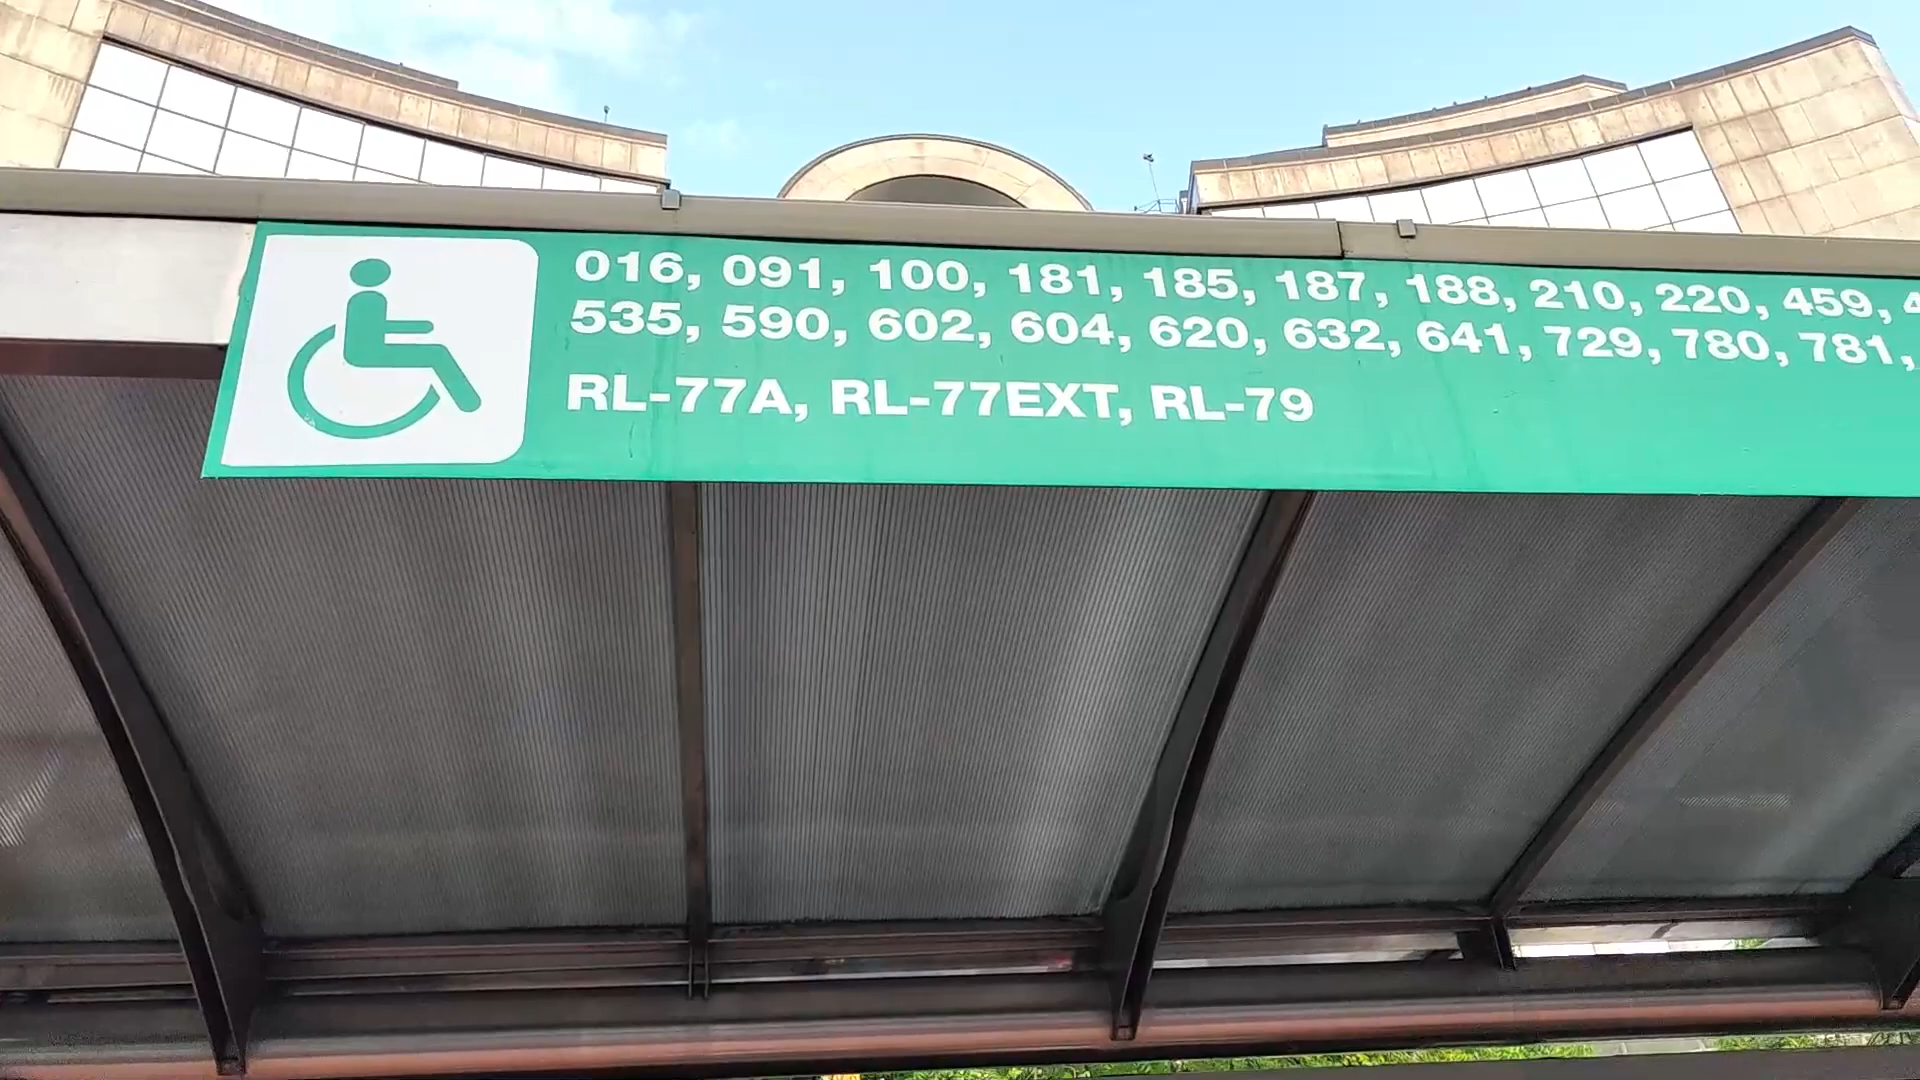 016, 091, 100, 181, 185, 187, 188, 210, 220, 459,
535, 590, 602, 604, 620, 632, 641, 729, 780, 781,
RL-77A, RL-77EXT, RL-79